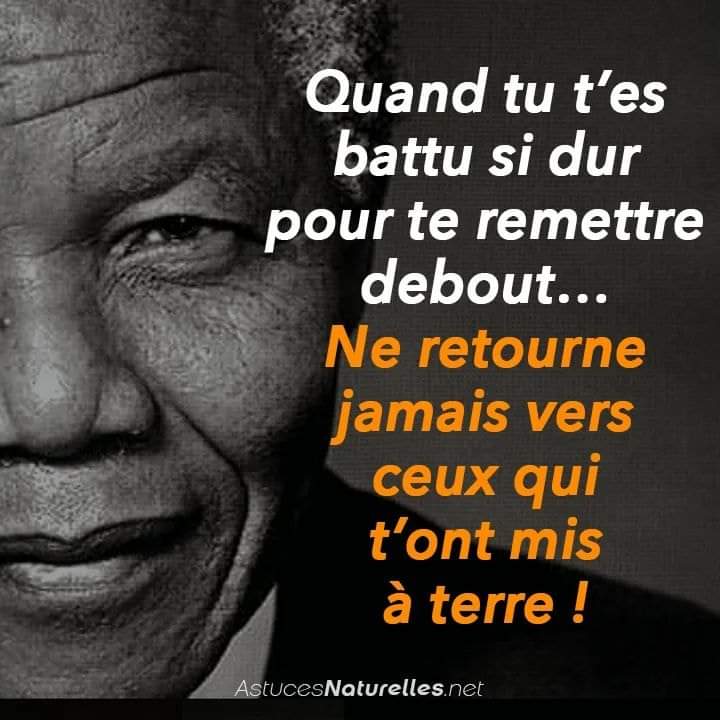 Quand tu t’es
battu si dur
pour te remettre
debout...
Ne retourne
jamais vers
ceux qui
t’ont mis
à terre !
AstucesNaturelles.net